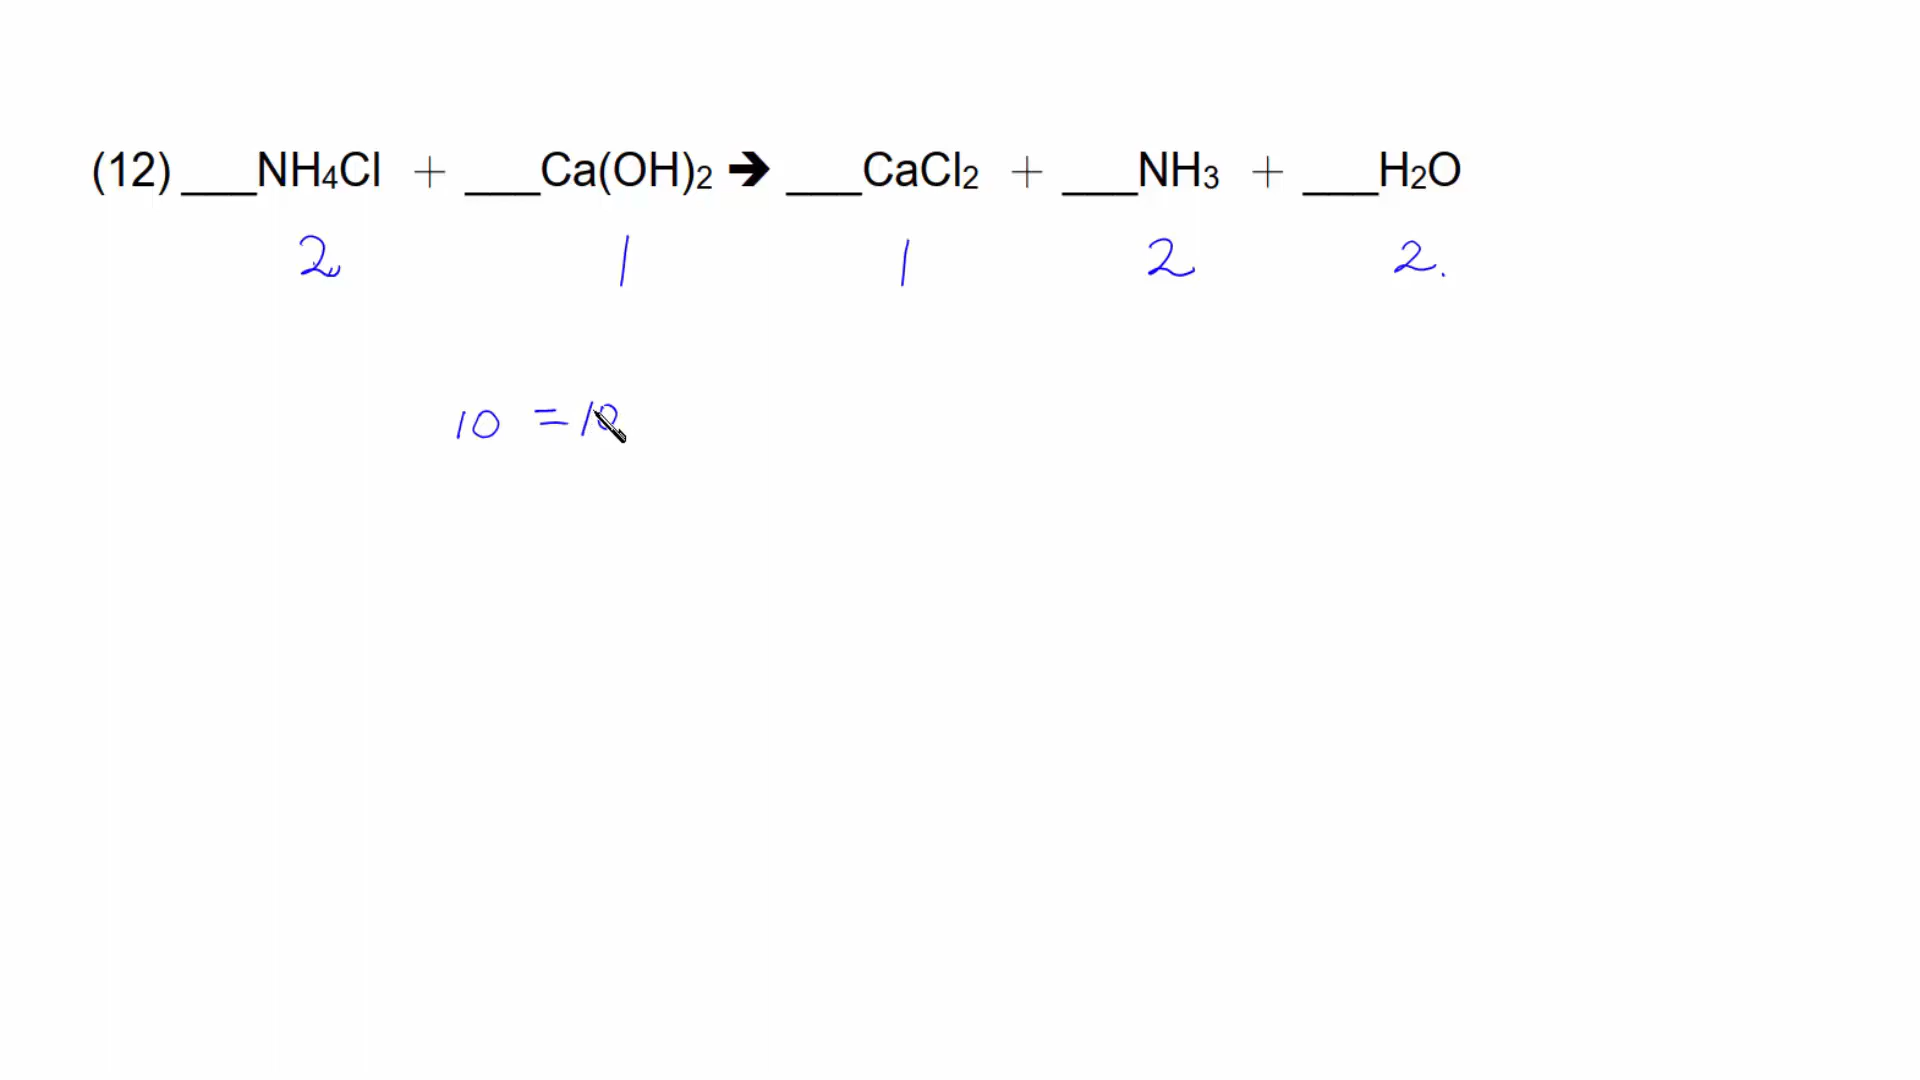 (12) ___NH4Cl + ___Ca(OH)2 🡺 ___CaCl2 + ___NH3 + ___H2O
2 1 1 2 2.
10 = 10